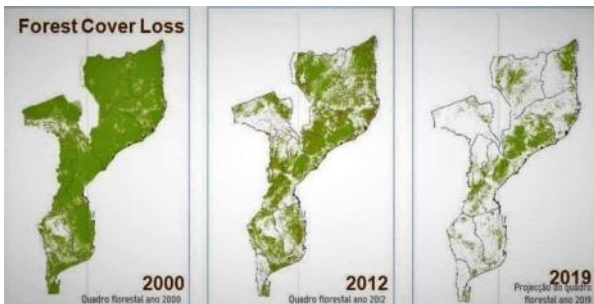 Forest Cover Loss
2000
Quadro florestal ano 2000
2012
Quadro florestal ano 2012
2019
Projecção do quadro
florestal ano 2019